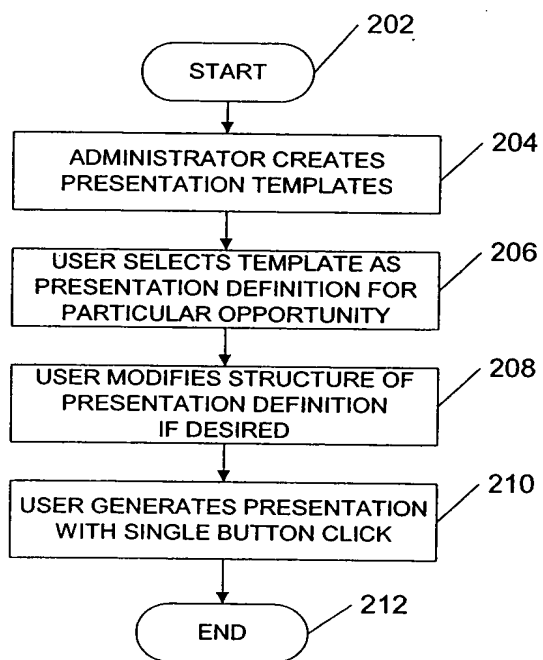 202
START
204
ADMINISTRATOR CREATES
PRESENTATION TEMPLATES
206
USER SELECTS TEMPLATE AS
PRESENTATION DEFINITION FOR
PARTICULAR OPPORTUNITY
208
USER MODIFIES STRUCTURE OF
PRESENTATION DEFINITION
IF DESIRED
210
USER GENERATES PRESENTATION
WITH SINGLE BUTTON CLICK
212
END